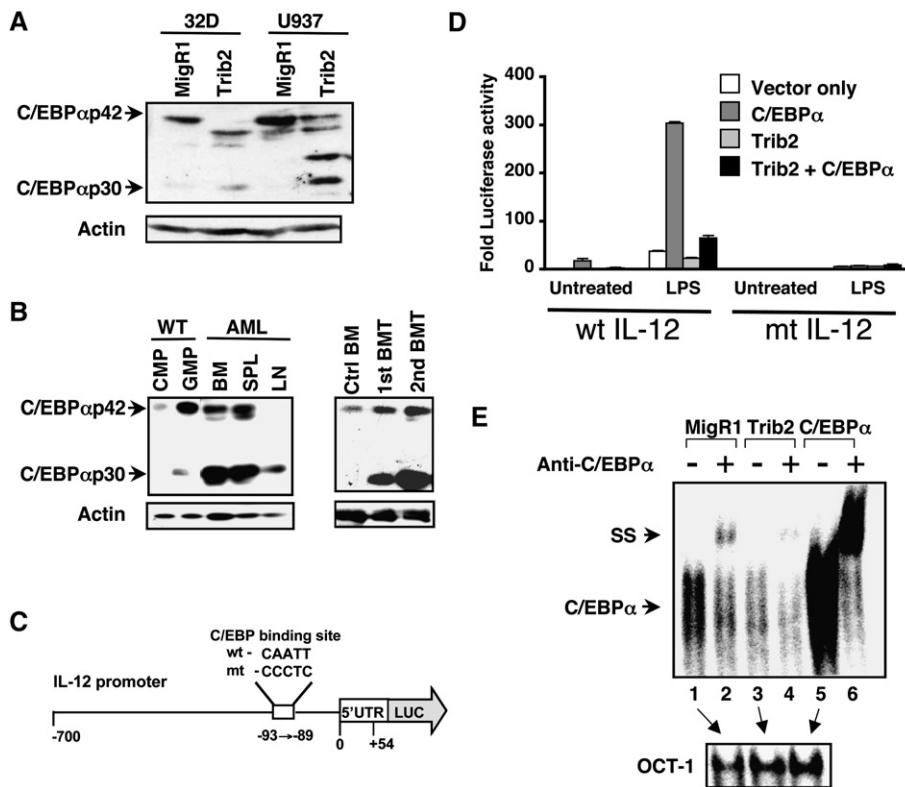 A
32D U937
MigR1 Trib2 MigR1 Trib2
C/EBPαp42
C/EBPαp30
Actin
B
WT AML
CMP GMP BM SPL LN
Ctrl BM 1st BMT 2nd BMT
C/EBPαp42
C/EBPαp30
Actin
C
C/EBP binding site
wt - CAATT
mt -CCCTC
IL-12 promoter
5'UTR LUC
-700 -93→-89 0 +54
D
Fold Luciferase activity
400
300
200
100
0
Vector only
C/EBPα
Trib2
Trib2 + C/EBPα
Untreated LPS Untreated LPS
wt IL-12 mt IL-12
E
MigR1 Trib2 C/EBPα
Anti-C/EBPα - + - + - +
SS
C/EBPα
1 2 3 4 5 6
OCT-1